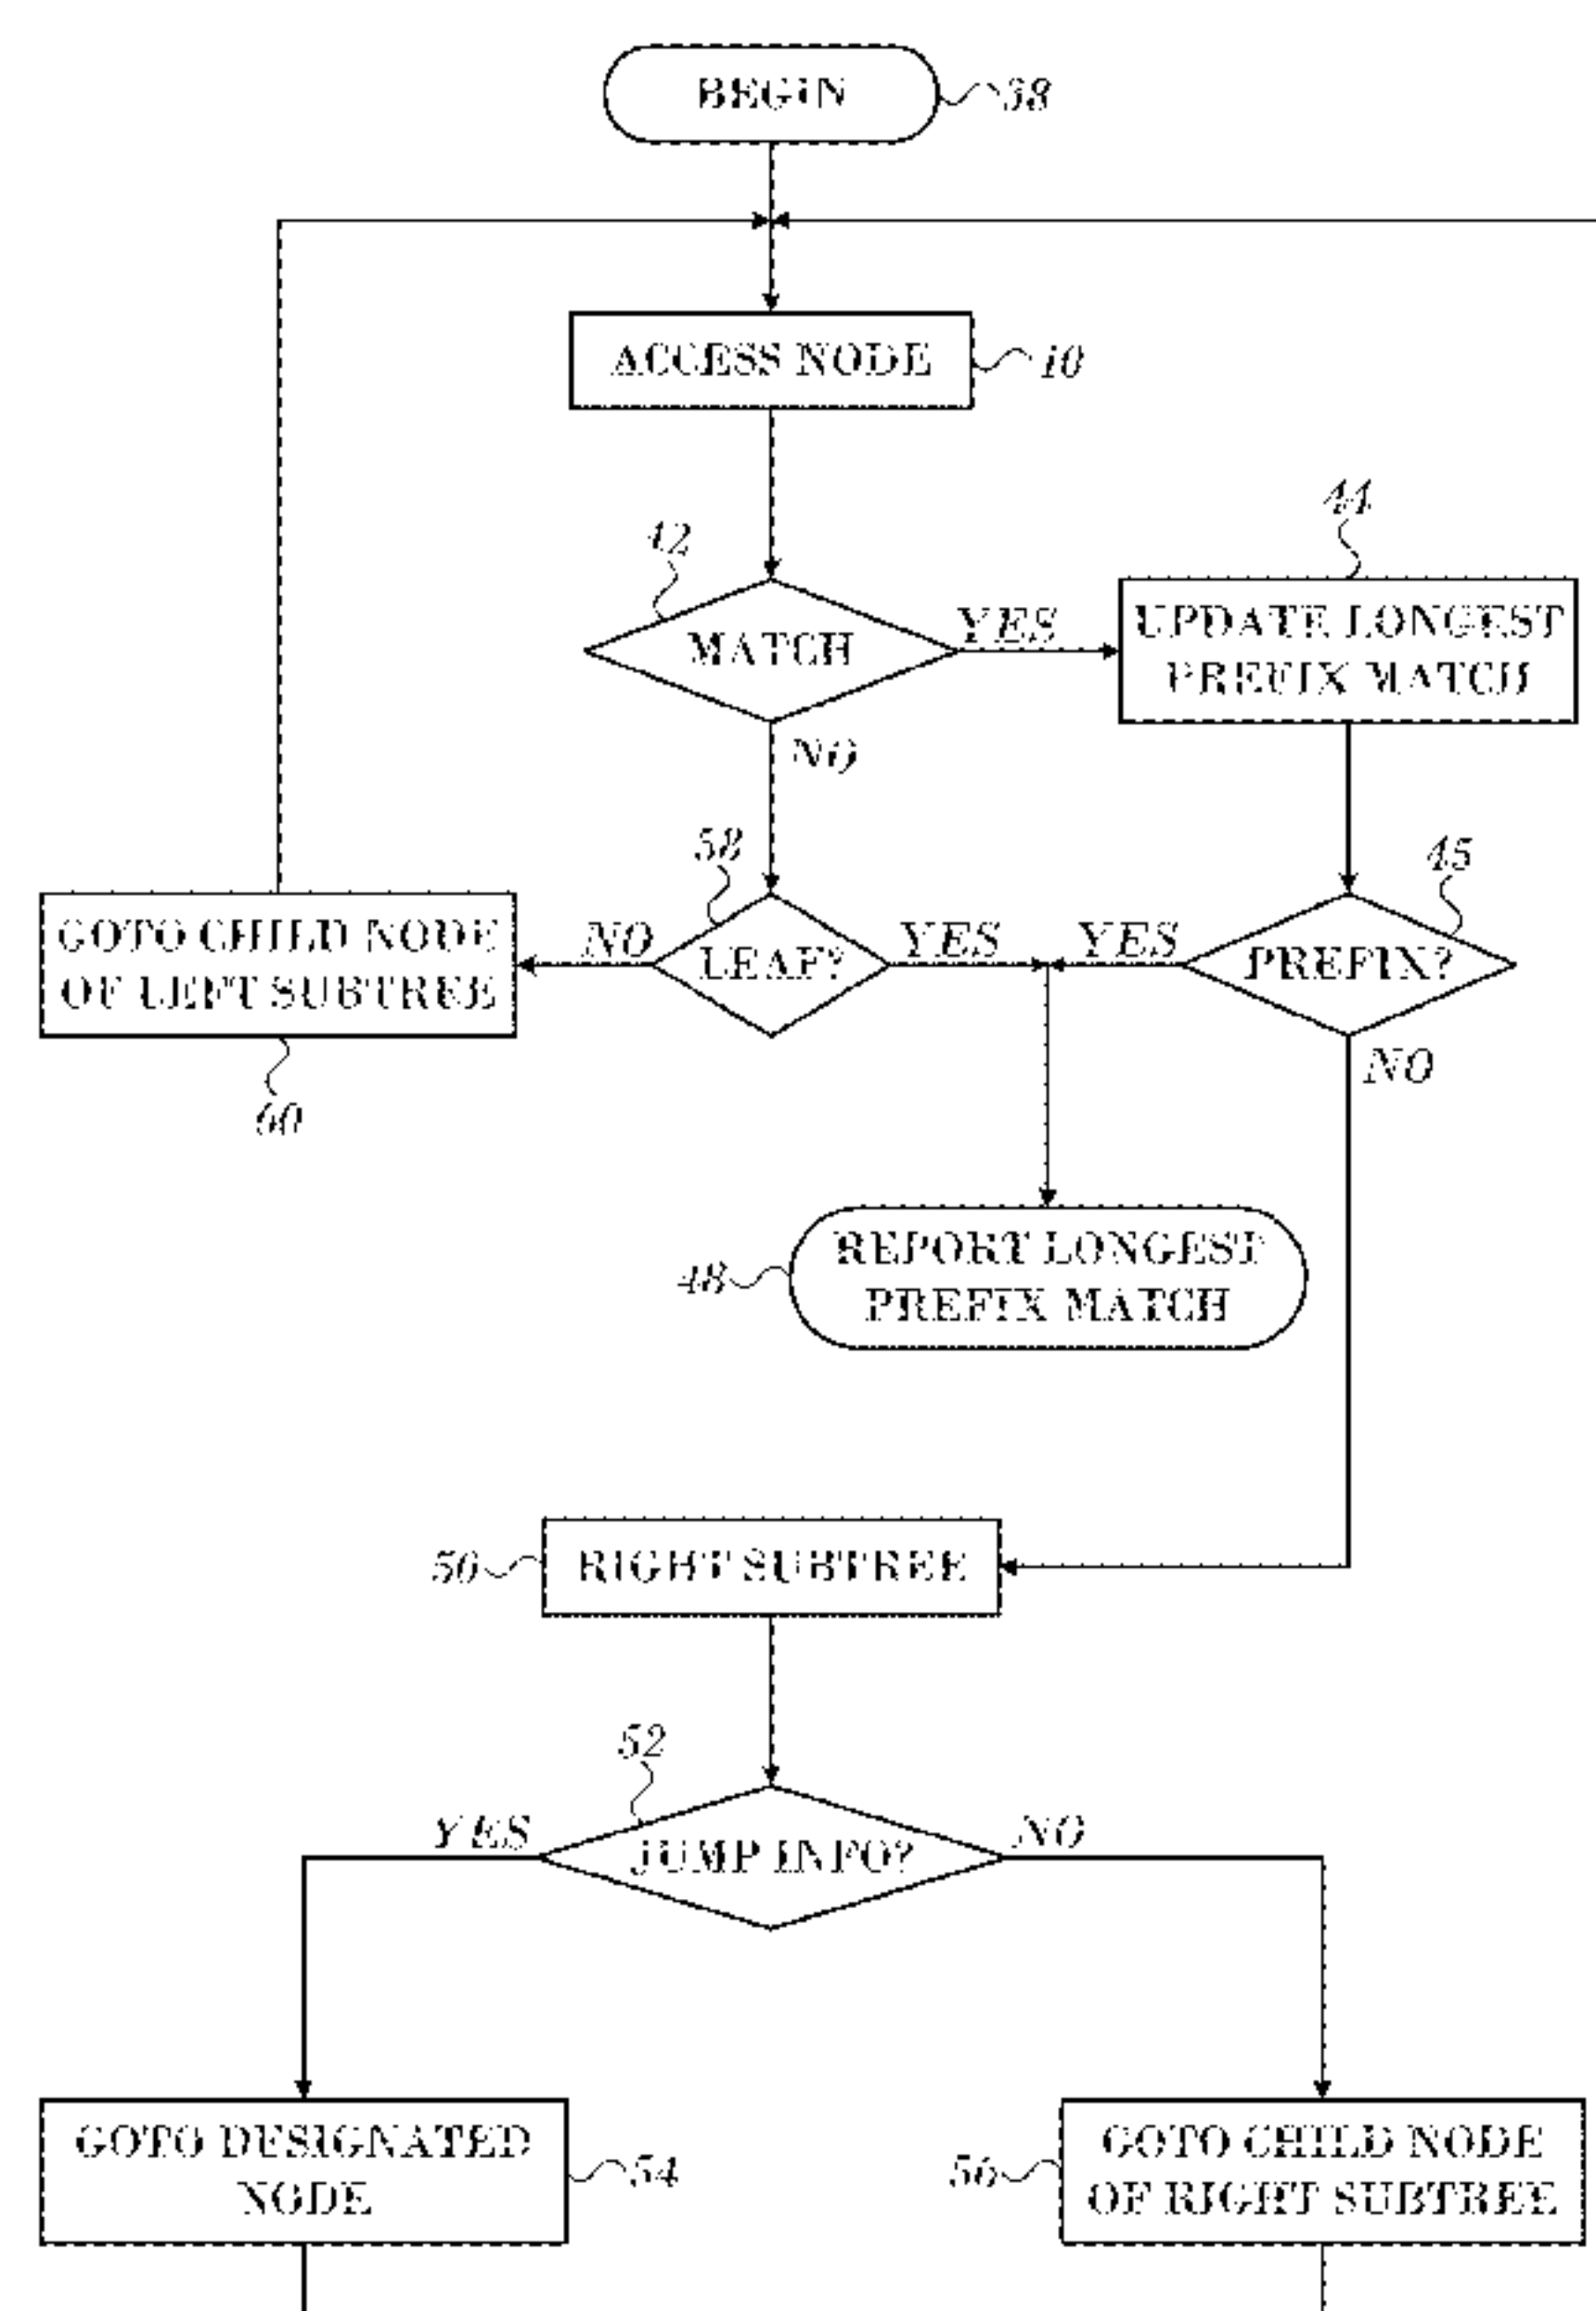 BEGIN
38
ACCESS NODE
40
42
MATCH
YES
44
UPDATE LONGEST
PREFIX MATCH
NO
58
LEAF?
NO
YES
45
PREFIX?
YES
NO
GOTO CHILD NODE
OF LEFT SUBTREE
60
48
REPORT LONGEST
PREFIX MATCH
50
RIGHT SUBTREE
52
YES
JUMP INFO?
NO
GOTO DESIGNATED
NODE
54
56
GOTO CHILD NODE
OF RIGHT SUBTREE